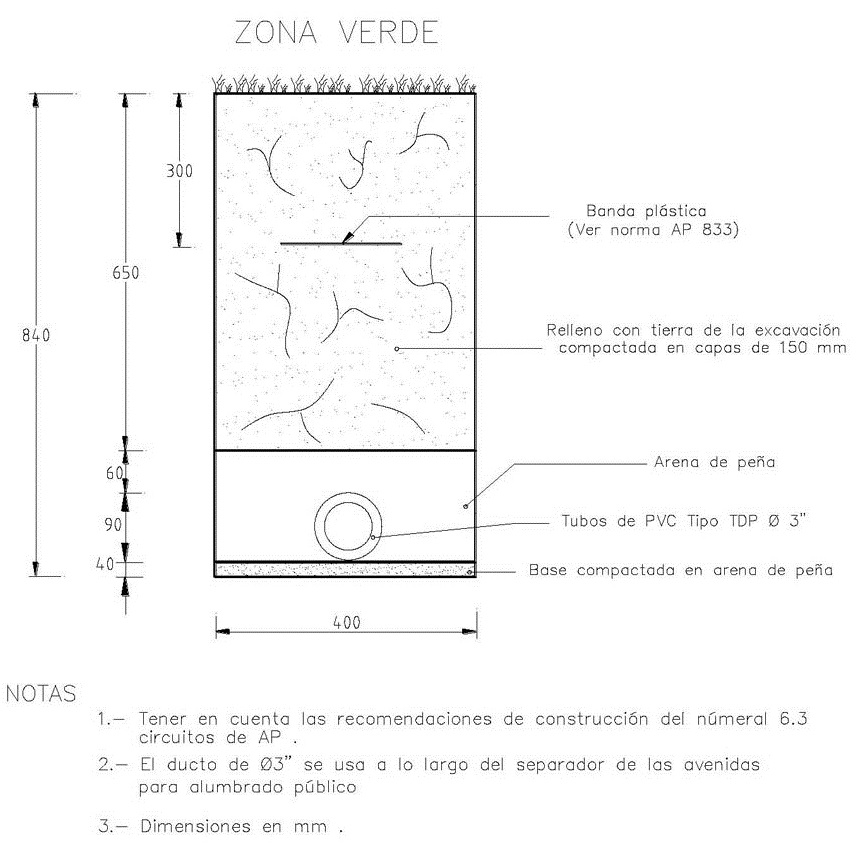 ZONA VERDE
300
650
840
60
90
40
400
Banda plástica
(Ver norma AP 833)
Relleno con tierra de la excavación
compactada en capas de 150 mm
Arena de peña
Tubos de PVC Tipo TDP Ø 3"
Base compactada en arena de peña
NOTAS
1.— Tener en cuenta las recomendaciones de construcción del númeral 6.3
circuitos de AP .
2.— El ducto de Ø3" se usa a lo largo del separador de las avenidas
para alumbrado público
3.— Dimensiones en mm .